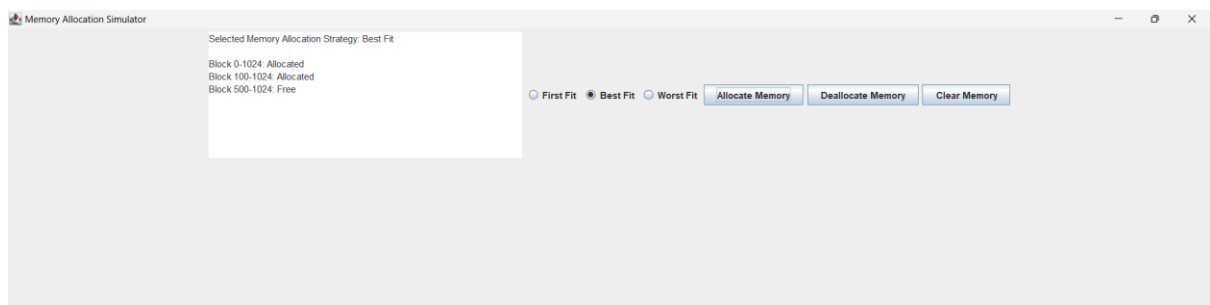 Memory Allocation Simulator
Selected Memory Allocation Strategy: Best Fit
Block 0-1024: Allocated
Block 100-1024: Allocated
Block 500-1024: Free
First Fit Best Fit Worst Fit Allocate Memory Deallocate Memory Clear Memory